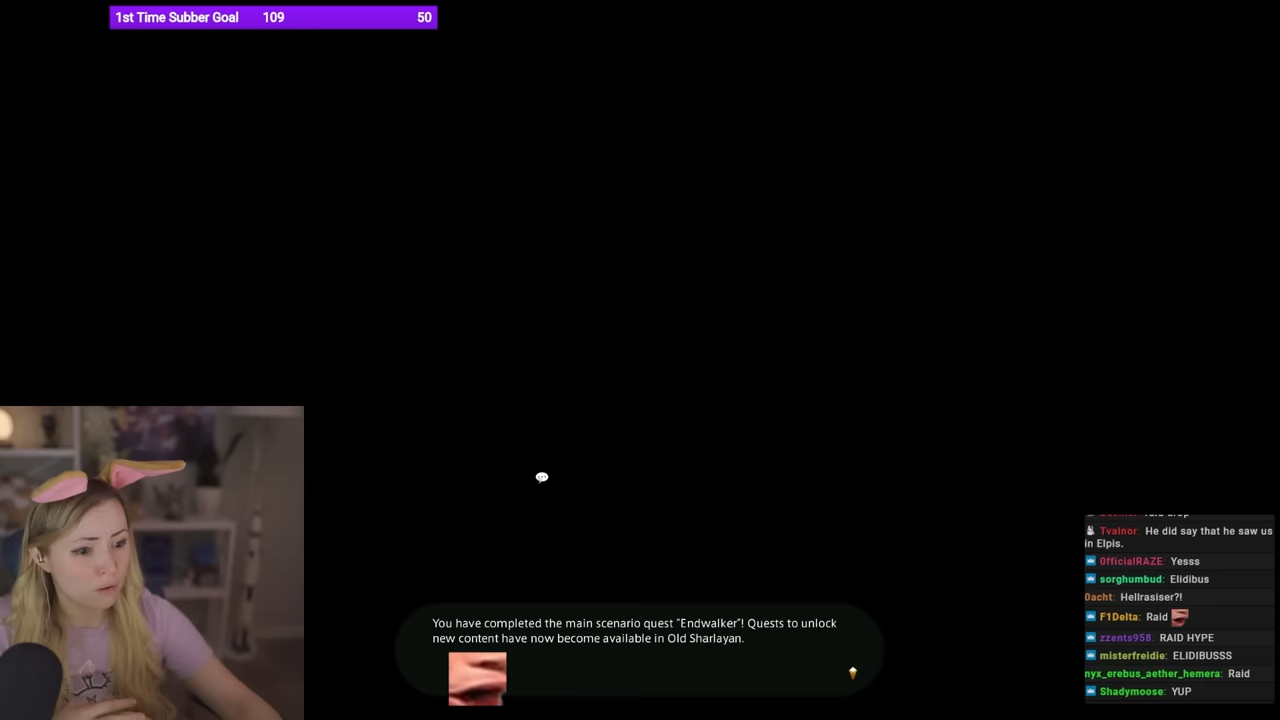 1st Time Subber Goal 109 50
You have completed the main scenario quest "Endwalker"! Quests to unlock
new content have now become available in Old Sharlayan.
Tvalnor: He did say that he saw us
in Elpis.
0fficialRAZE: Yesss
sorghumbud: Elidibus
Dacht: Hellrasiser?!
F1Delta: Raid
zzents958: RAID HYPE
misterfreidie: ELIDIBUSSS
nyx_erebus_aether_hemera: Raid
Shadymoose: YUP